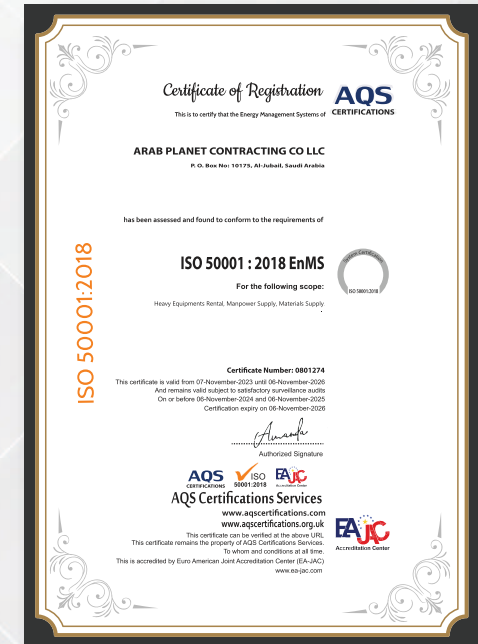 Certificate of Registration
AQS
CERTIFICATIONS
This is to certify that the Energy Management Systems of
ARAB PLANET CONTRACTING CO LLC
P. O. Box No: 10175, Al-Jubail, Saudi Arabia
has been assessed and found to conform to the requirements of
ISO 50001:2018
ISO 50001 : 2018 EnMS
System Certification
ISO 50001:2018
For the following scope:
Heavy Equipments Rental, Manpower Supply, Materials Supply
.
Certificate Number: 0801274
This certificate is valid from 07-November-2023 until 06-November-2026
And remains valid subject to satisfactory surveillance audits
On or before 06-November-2024 and 06-November-2025
Certification expiry on 06-November-2026
Amanda
Authorized Signature
AQS
CERTIFICATIONS
ISO
50001:2018
EAJAC
Accreditation Center
AQS Certifications Services
www.aqscertifications.com
www.aqscertifications.org.uk
This certificate can be verified at the above URL
This certificate remains the property of AQS Certifications Services.
To whom and conditions at all time.
This is accredited by Euro American Joint Accreditation Center (EA-JAC)
www.ea-jac.com
EAJAC
Accreditation Center